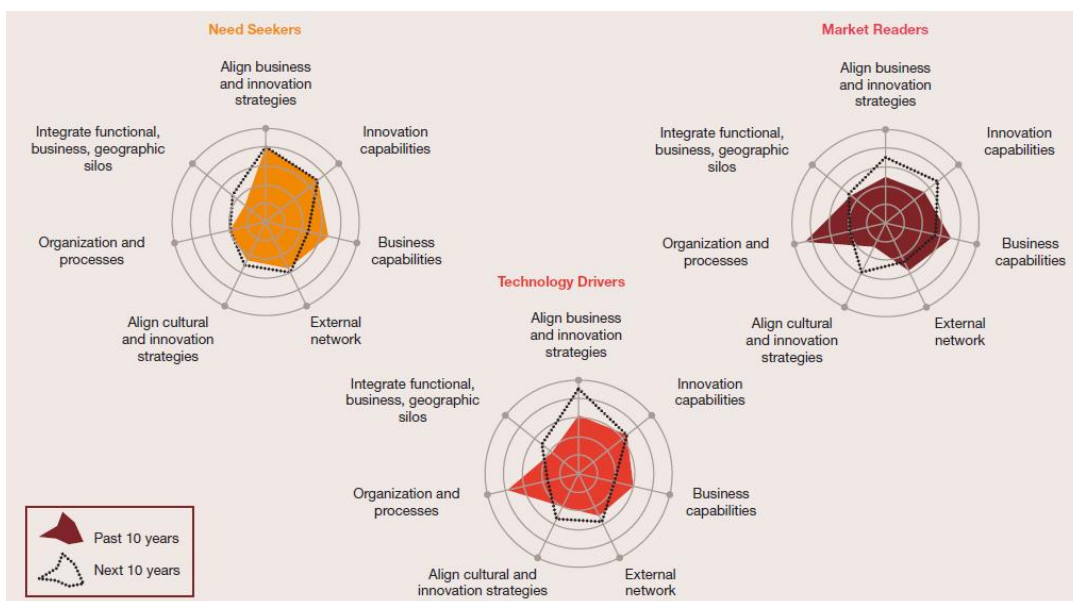 Need Seekers
Align business
and innovation
strategies
Integrate functional,
business, geographic
silos
Innovation
capabilities
Organization and
processes
Business
capabilities
Align cultural
and innovation
strategies
External
network
Market Readers
Align business
and innovation
strategies
Integrate functional,
business, geographic
silos
Innovation
capabilities
Organization and
processes
Business
capabilities
Align cultural
and innovation
strategies
External
network
Technology Drivers
Align business
and innovation
strategies
Integrate functional,
business, geographic
silos
Innovation
capabilities
Organization and
processes
Business
capabilities
Align cultural and
innovation strategies
External
network
Past 10 years
Next 10 years